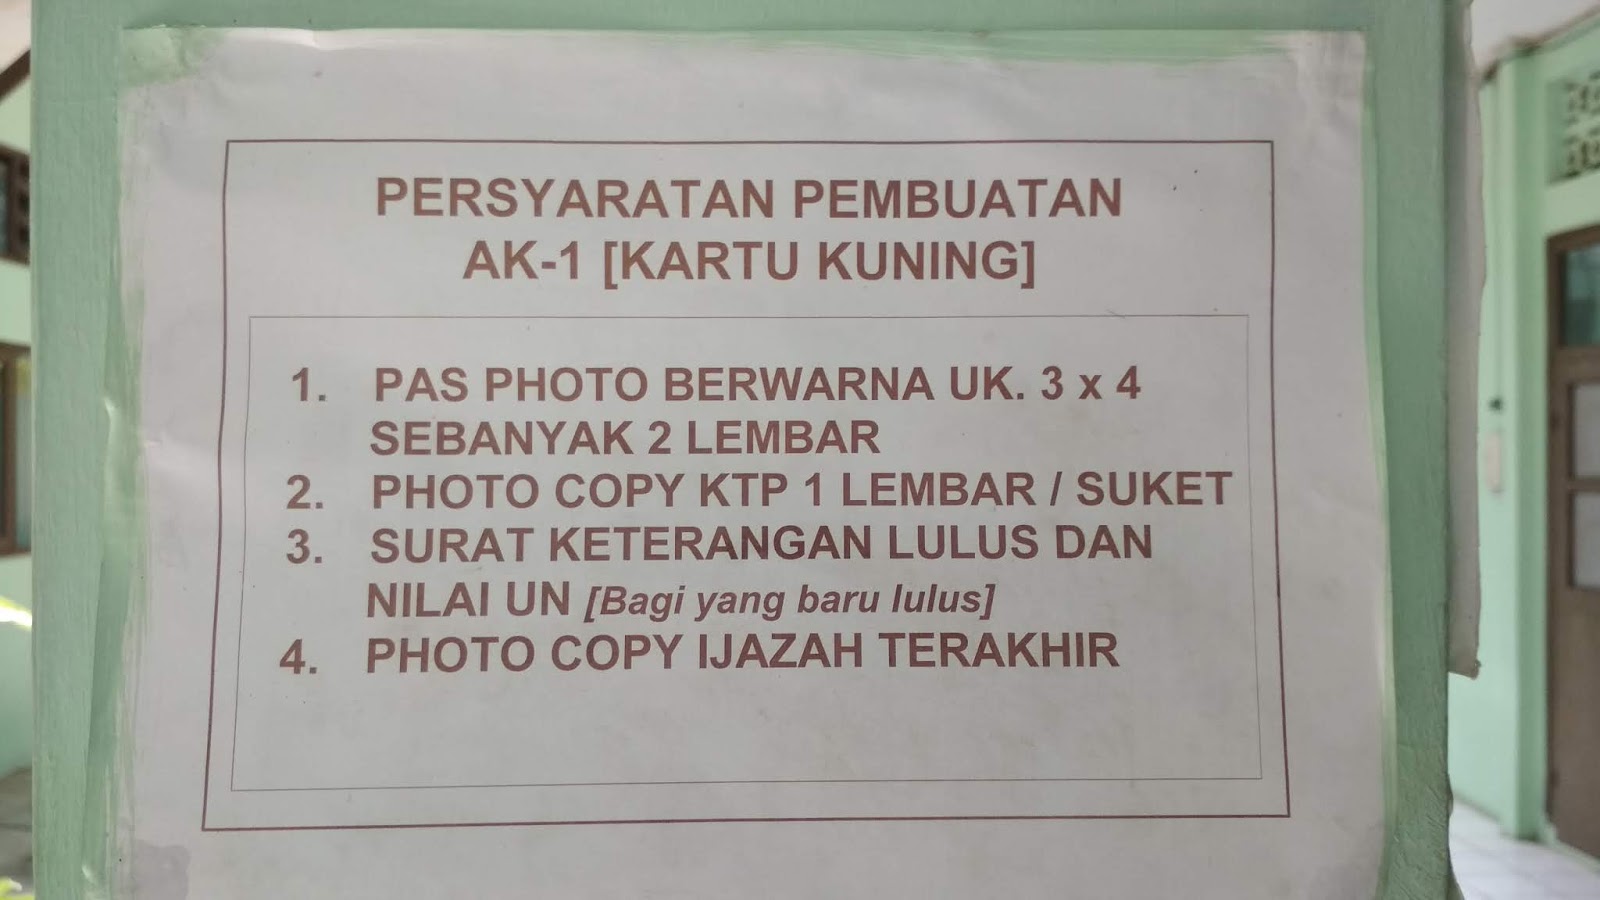 PERSYARATAN PEMBUATAN
AK-1 [KARTU KUNING]
1. PAS PHOTO BERWARNA UK. 3 x 4
SEBANYAK 2 LEMBAR
2. PHOTO COPY KTP 1 LEMBAR / SUKET
3. SURAT KETERANGAN LULUS DAN
NILAI UN [Bagi yang baru lulus]
4. PHOTO COPY IJAZAH TERAKHIR